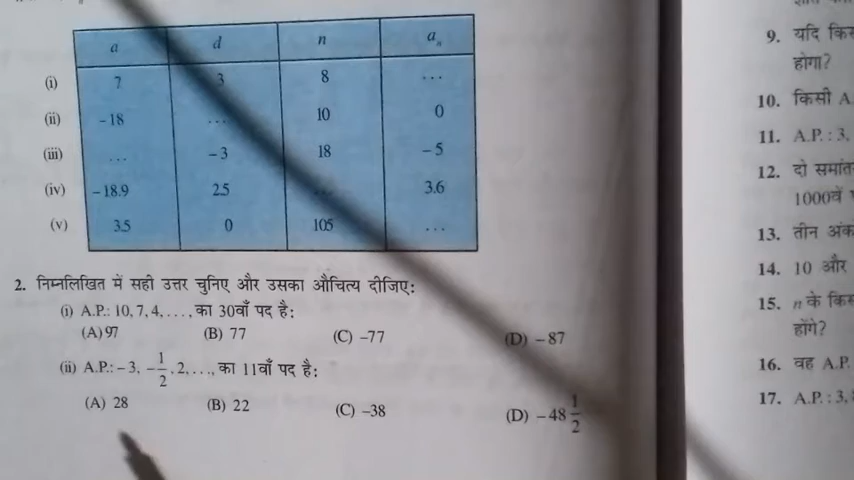 a d n aₙ
(i) 7 3 8 ...
(ii) -18 ... 10 0
(iii) ... -3 18 -5
(iv) -18.9 2.5 ... 3.6
(v) 3.5 0 105 ...
2. निम्नलिखित में सही उत्तर चुनिए और उसका औचित्य दीजिए:
(i) A.P.: 10, 7, 4, . . ., का 30वाँ पद है:
(A) 97 (B) 77 (C) -77 (D) -87
(ii) A.P.: -3, -1/2, 2, . . ., का 11वाँ पद है:
(A) 28 (B) 22 (C) -38 (D) -48 1/2
9. यदि
होगा?
10. किसी A
11. A.P. : 3,
12. दो
1000वें
13. तीन
14. 10 और
15. n के
होंगे?
16. वह A.P.
17. A.P. : 3,